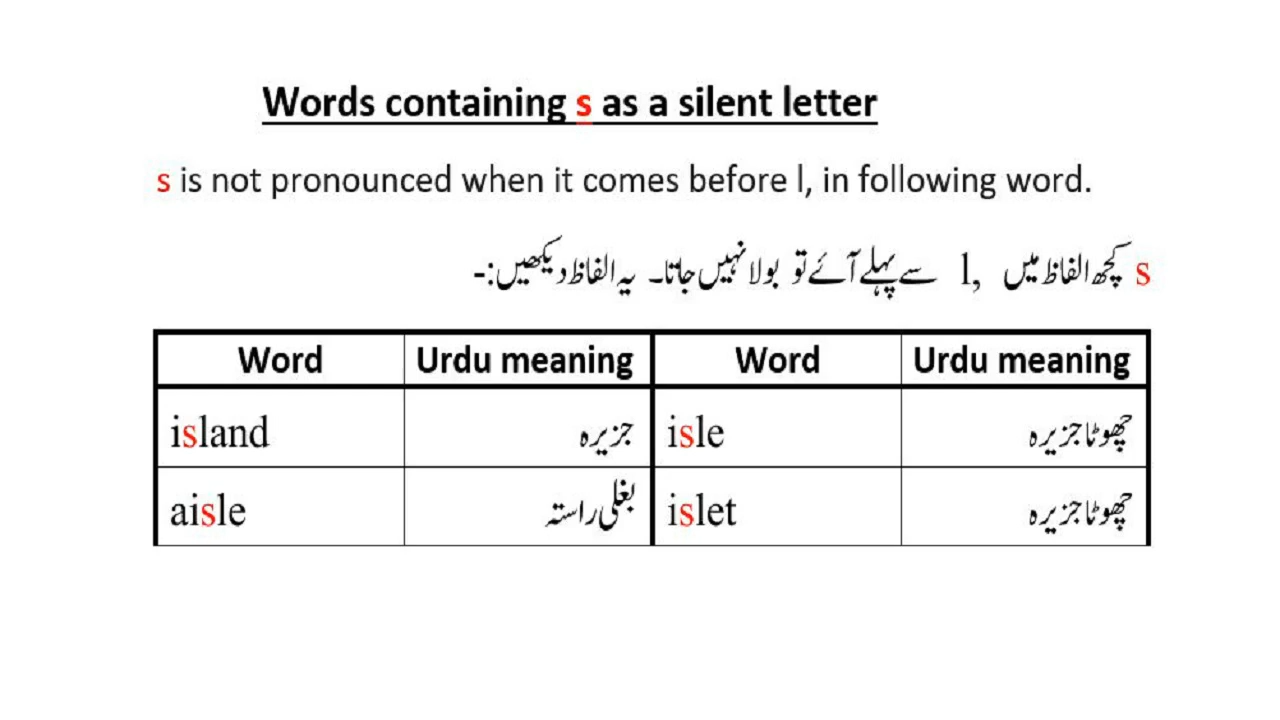 Words containing s as a silent letter
s is not pronounced when it comes before l, in following word.
s کچھ الفاظ میں l, سے پہلے آئے تو بولا نہیں جاتا۔ یہ الفاظ دیکھیں:-
Word Urdu meaning Word Urdu meaning
island جزیرہ isle چھوٹا جزیرہ
aisle بغلی راستہ islet چھوٹا جزیرہ